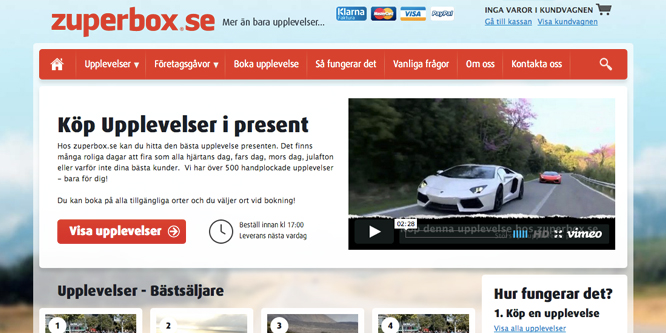 zuperbox.se
Mer än bara upplevelser...
Klarna
Faktura
VISA
PayPal
INGA VAROR I KUNDVAGNEN
Gå till kassan Visa kundvagnen
Upplevelser ▾ Företagsgåvor ▾ Boka upplevelse Så fungerar det Vanliga frågor Om oss Kontakta oss
Köp Upplevelser i present
Hos zuperbox.se kan du hitta den bästa upplevelse presenten. Det finns
många roliga dagar att fira som alla hjärtans dag, fars dag, mors dag, julafton
eller varför inte dina bästa kunder. Vi har över 500 handplockade upplevelser
- bara för dig!
Du kan boka på alla tillgängliga orter och du väljer ort vid bokning!
Visa upplevelser
Beställ innan kl 17:00
Leverans nästa vardag
02:28
Köp denna upplevelse hos zuperbox.se
HD vimeo
Upplevelser - Bästsäljare
1 2 3 4
Hur fungerar det?
1. Köp en upplevelse
Visa alla upplevelser